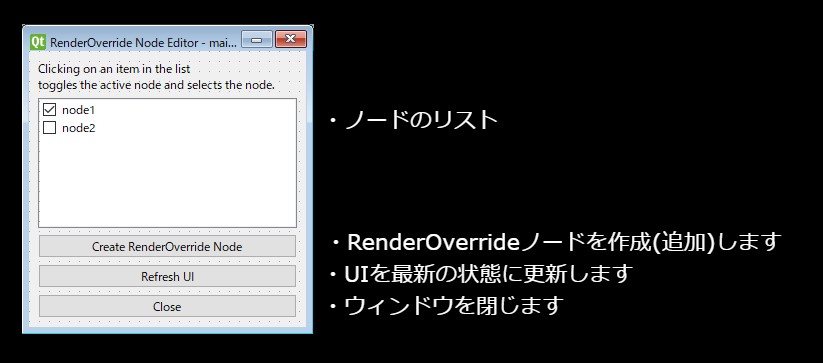 Qt RenderOverride Node Editor - mai...
Clicking on an item in the list
toggles the active node and selects the node.
node1
node2
・ノードのリスト
Create RenderOverride Node
・RenderOverrideノードを作成(追加)します
Refresh UI
・UIを最新の状態に更新します
Close
・ウィンドウを閉じます